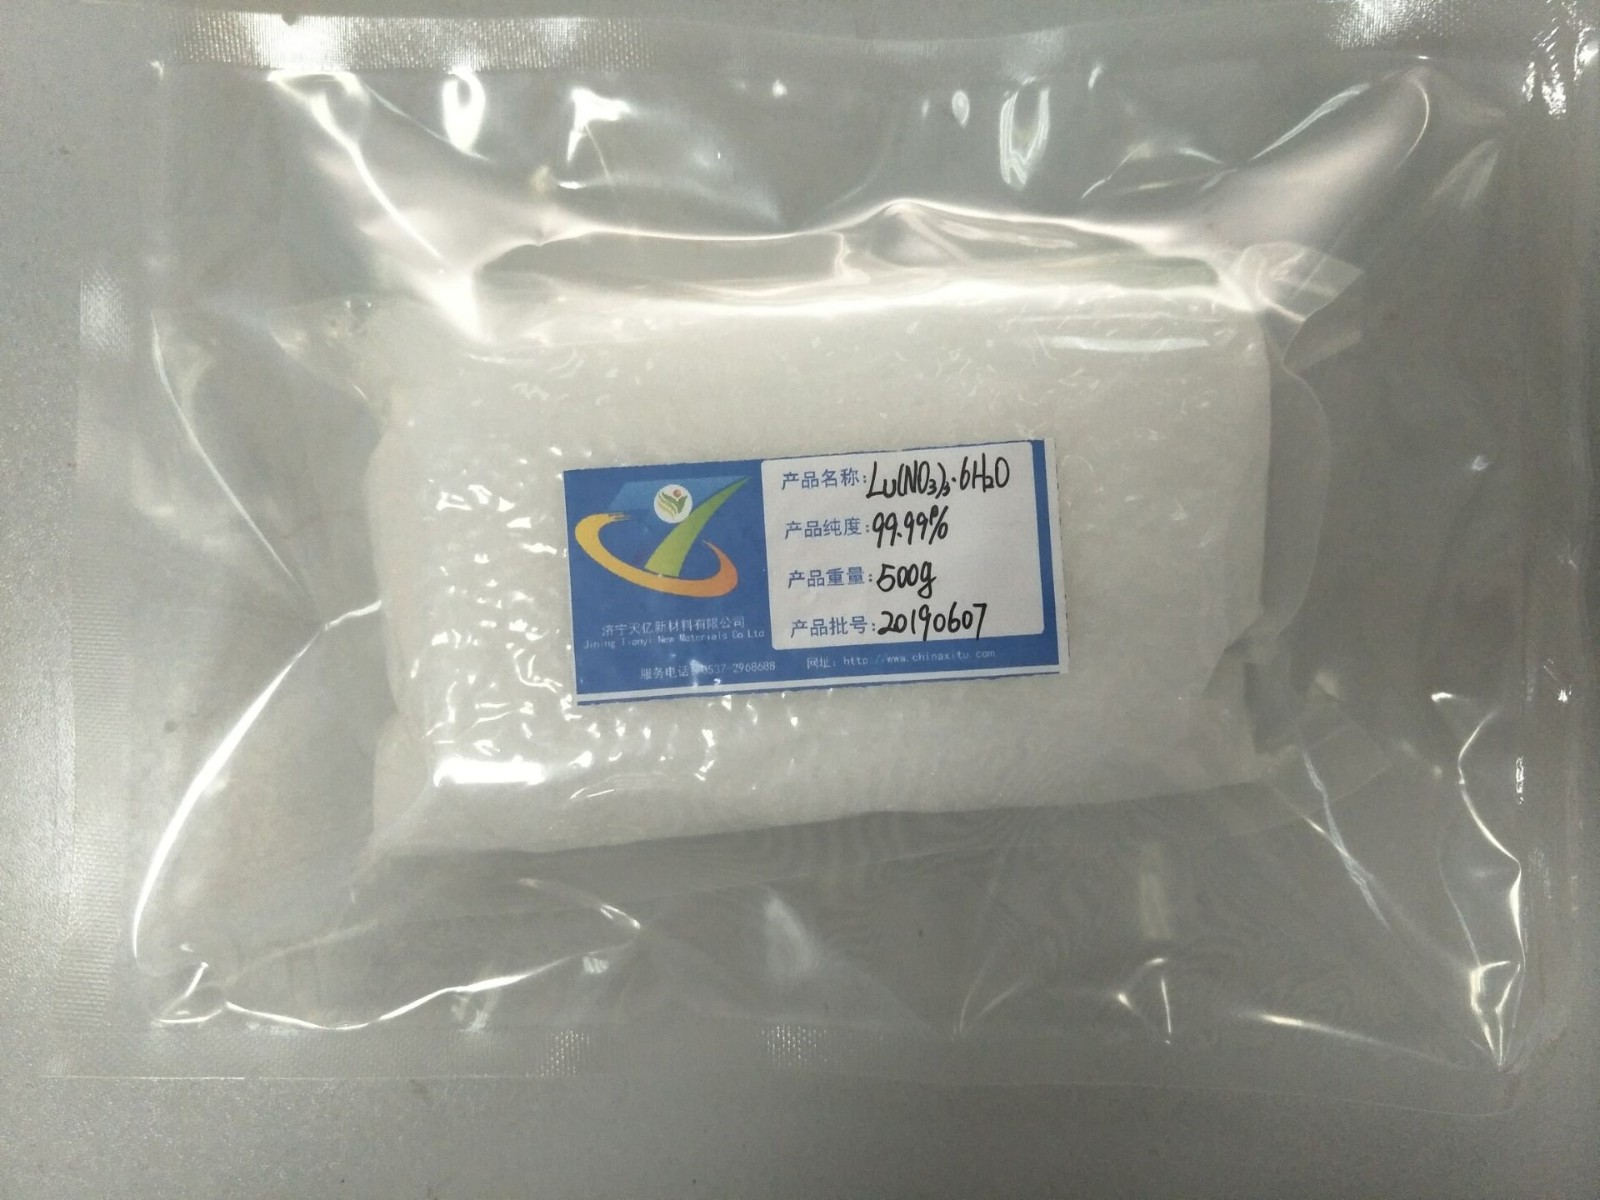 产品名称:Lu(NO3)3·6H2O
产品纯度:99.99%
产品重量:500g
产品批号:20190607
济宁天亿新材料有限公司
Jining Tianyi New Materials Co Ltd
服务电话:0537-2968688 网址: http://www.chinaxitu.com